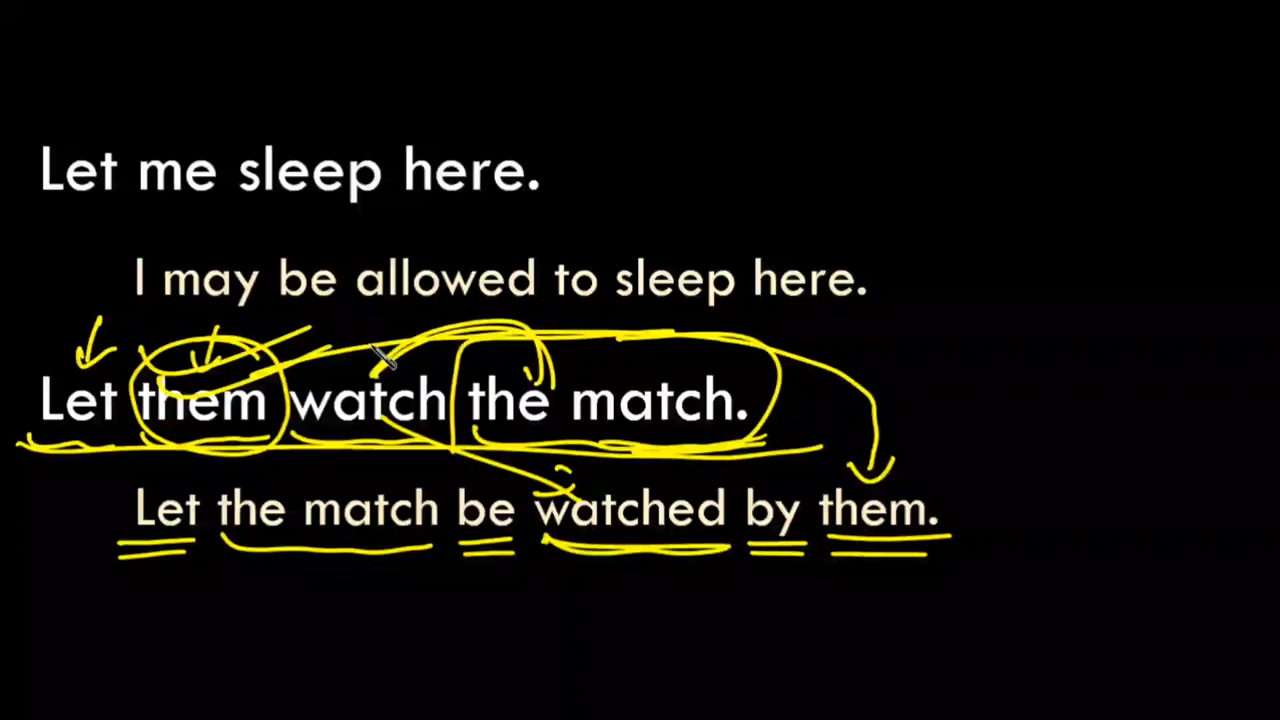 Let me sleep here.
I may be allowed to sleep here.
Let them watch the match.
Let the match be watched by them.